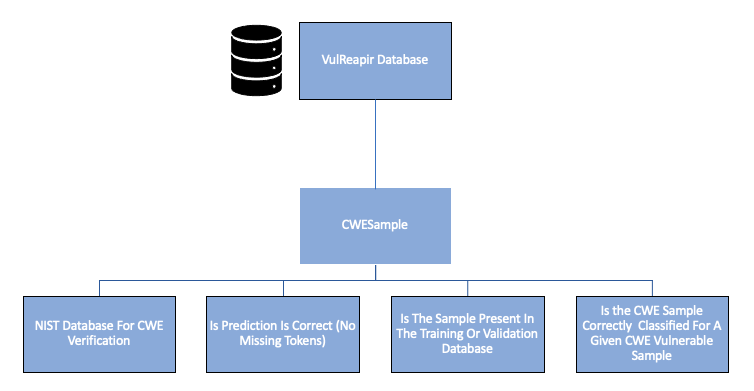 VulReapir Database
CWESample
NIST Database For CWE
Verification
Is Prediction Is Correct (No
Missing Tokens)
Is The Sample Present In
The Training Or Validation
Database
Is the CWE Sample
Correctly Classified For A
Given CWE Vulnerable
Sample